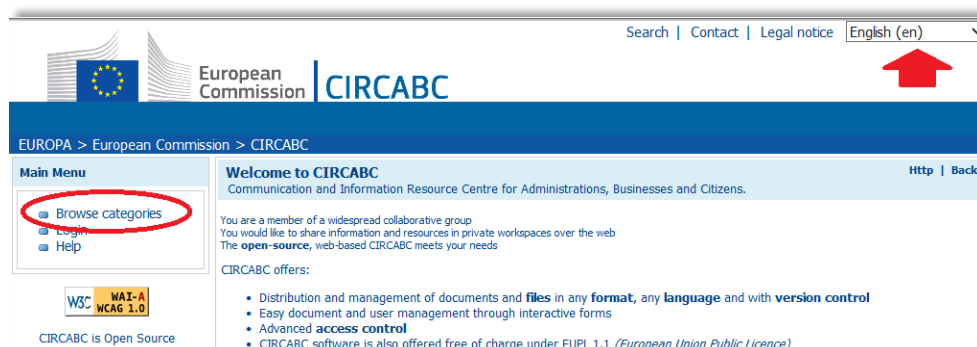 Search | Contact | Legal notice English (en)
European
Commission
CIRCABC
EUROPA > European Commission > CIRCABC
Main Menu
Browse categories
Login
Help
W3C WAI-A
WCAG 1.0
CIRCABC is Open Source
Welcome to CIRCABC
Http | Back
Communication and Information Resource Centre for Administrations, Businesses and Citizens.
You are a member of a widespread collaborative group
You would like to share information and resources in private workspaces over the web
The open-source, web-based CIRCABC meets your needs
CIRCABC offers:
• Distribution and management of documents and files in any format, any language and with version control
• Easy document and user management through interactive forms
• Advanced access control
• CIRCABC software is also offered free of charge under EUPL 1.1 (European Union Public Licence)